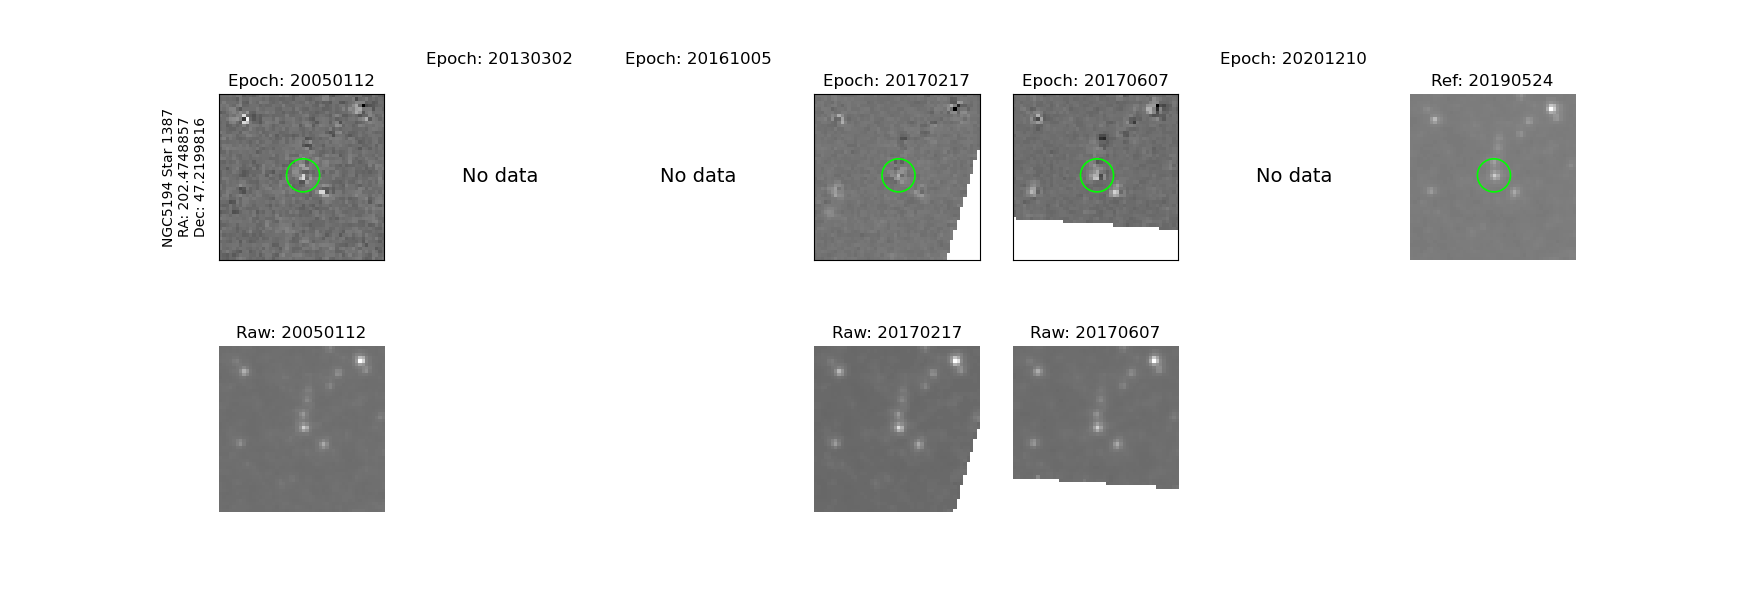 Epoch: 20130302
Epoch: 20161005
Epoch: 20201210
Epoch: 20050112
Epoch: 20170217
Epoch: 20170607
Ref: 20190524
NGC5194 Star 1387
RA: 202.4748857
Dec: 47.2199816
No data
No data
No data
Raw: 20050112
Raw: 20170217
Raw: 20170607